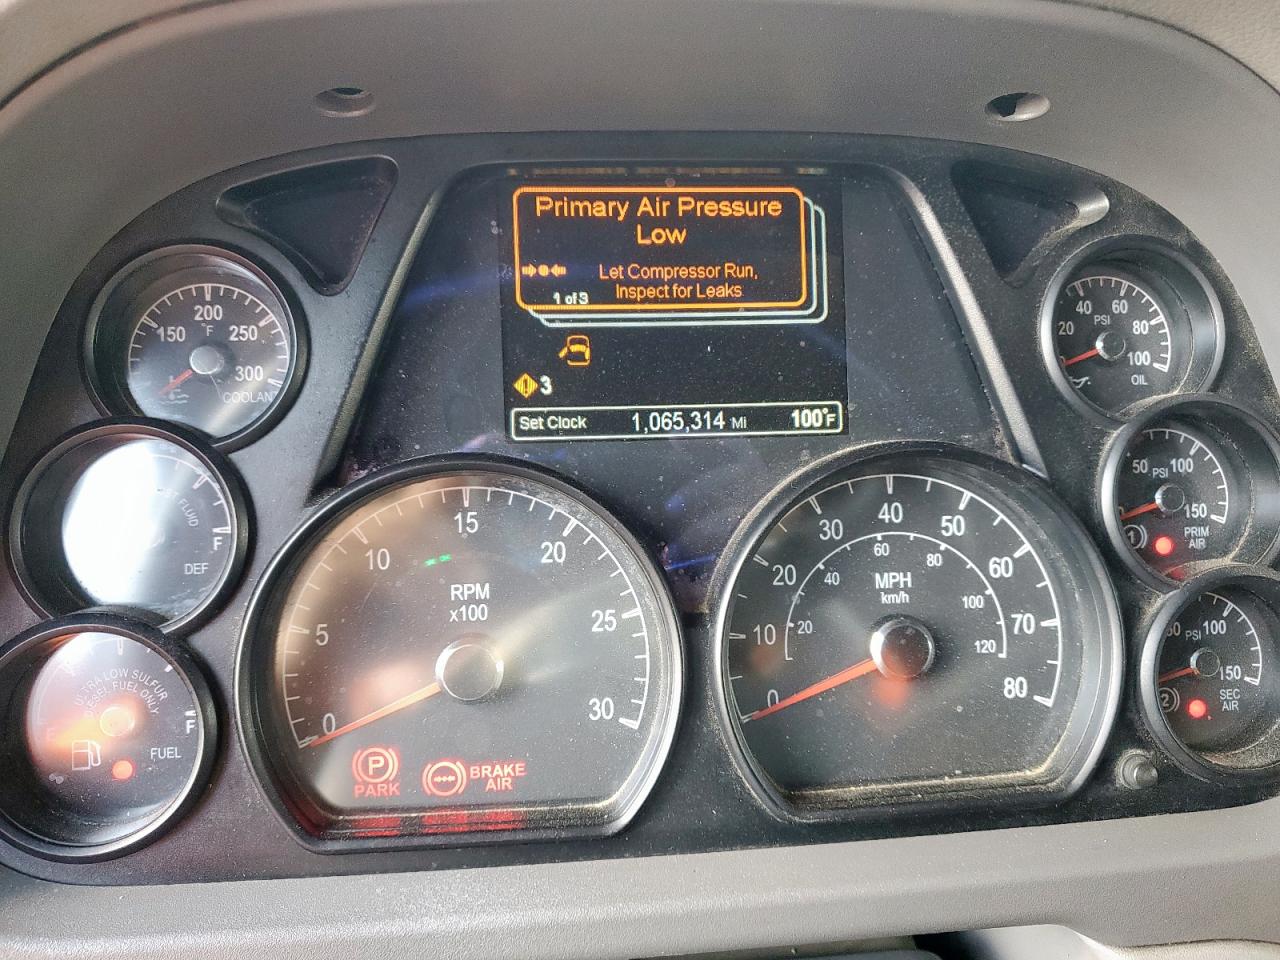 Primary Air Pressure
Low
Let Compressor Run,
Inspect for Leaks
1 of 3
3
Set Clock 1,065,314 MI 100°F
150 200 250 300
°F
COOLANT
FLUID
F
DEF
ULTRA LOW SULFUR
DIESEL FUEL ONLY
E F
FUEL
0 5 10 15 20 25 30
RPM
x100
P
PARK
BRAKE
AIR
0 10 20 30 40 50 60 70 80
20 40 60 80 100 120
MPH
km/h
20 40 60 80 100
PSI
OIL
50 100 150
PSI
1
PRIM
AIR
50 100 150
PSI
2
SEC
AIR